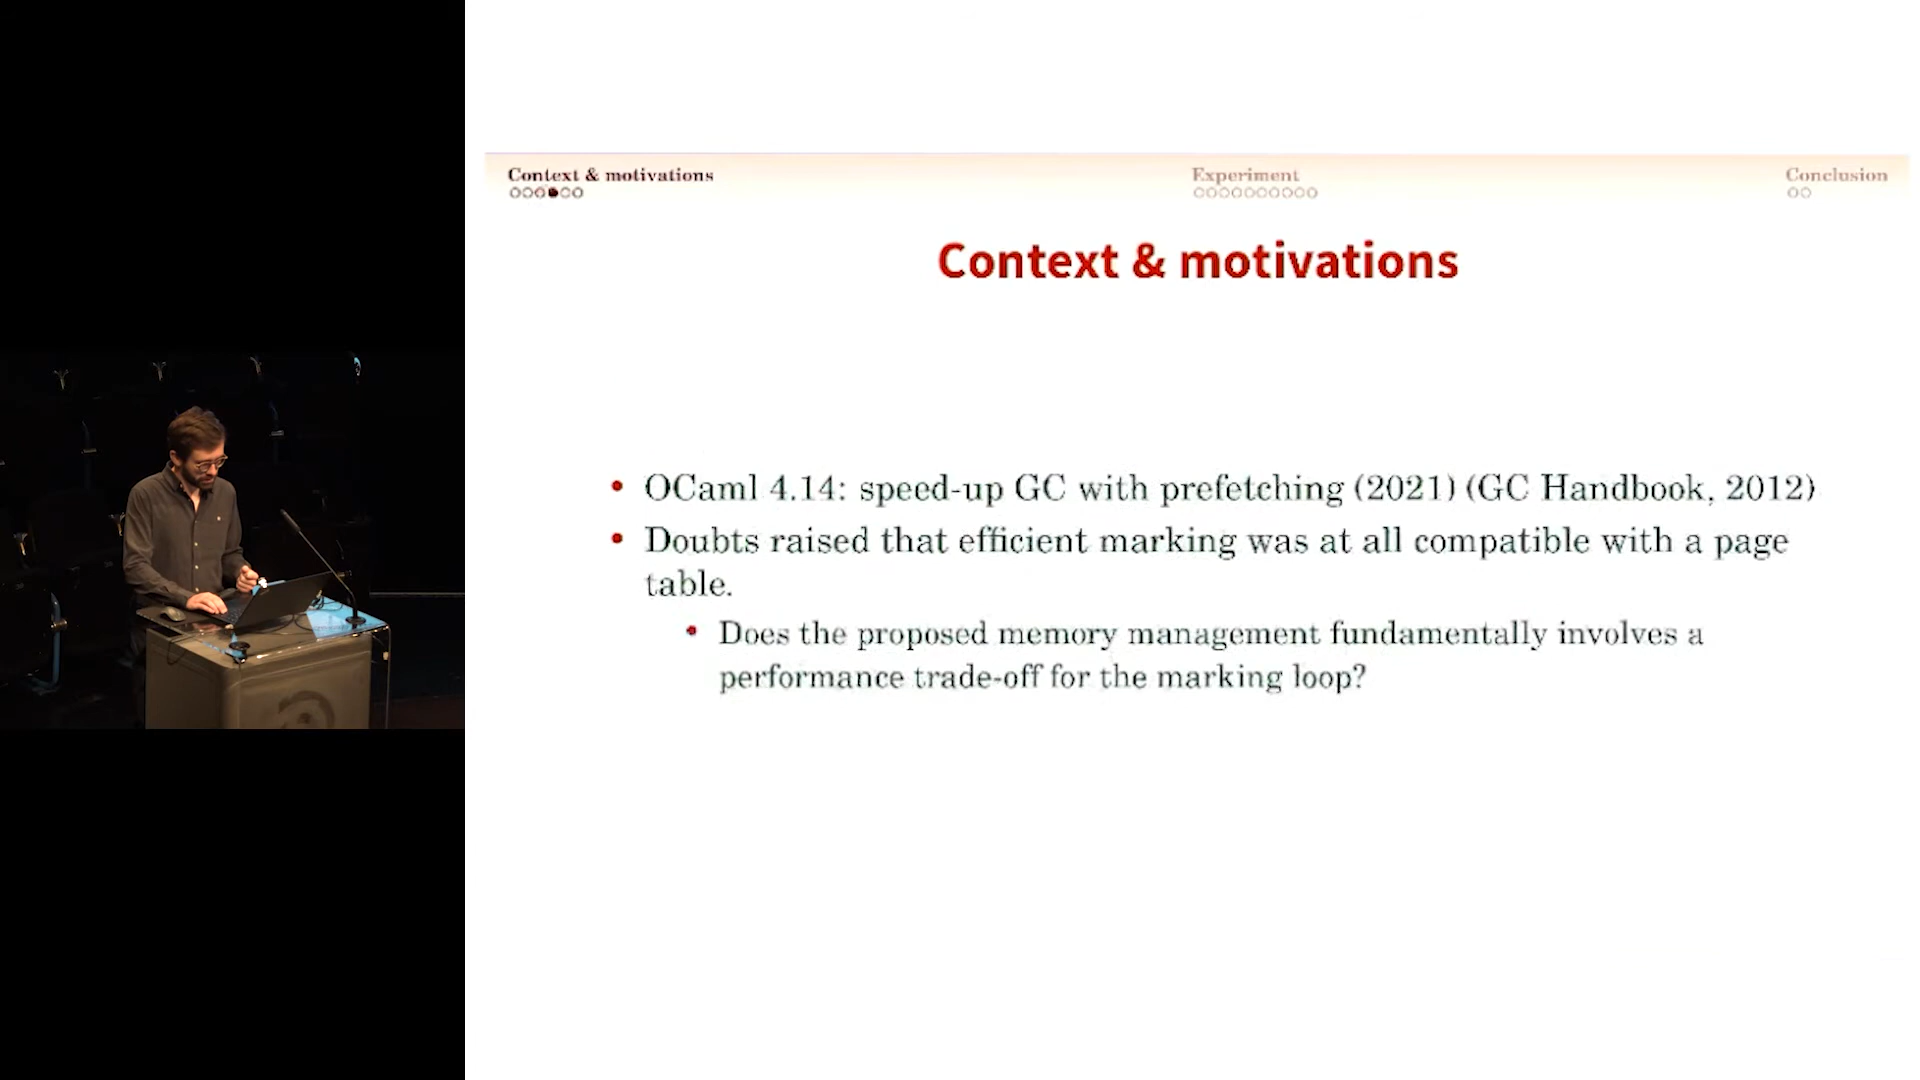 Context & motivations
Experiment
Conclusion
Context & motivations
OCaml 4.14: speed-up GC with prefetching (2021) (GC Handbook, 2012)
Doubts raised that efficient marking was at all compatible with a page
table.
Does the proposed memory management fundamentally involves a
performance trade-off for the marking loop?